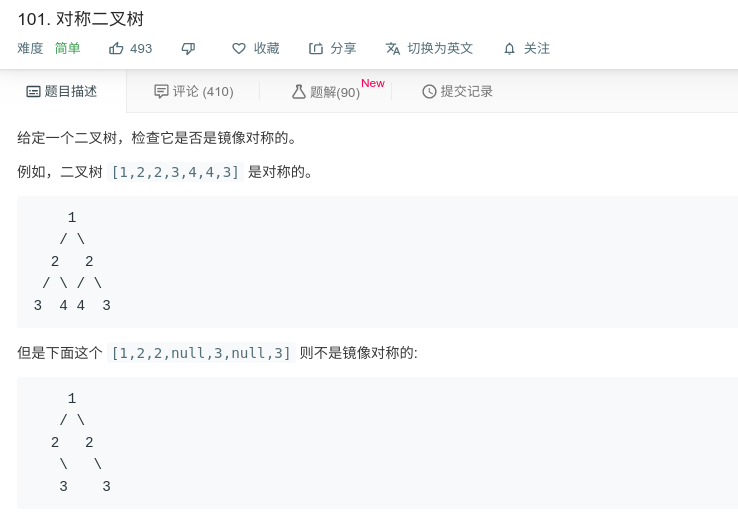 101. 对称二叉树
难度 简单 493 收藏 分享 切换为英文 关注
题目描述 评论 (410) 题解(90) New 提交记录
给定一个二叉树，检查它是否是镜像对称的。
例如，二叉树 [1,2,2,3,4,4,3] 是对称的。
    1
   / \
  2   2
 / \ / \
3  4 4  3
但是下面这个 [1,2,2,null,3,null,3] 则不是镜像对称的:
    1
   / \
  2   2
   \   \
   3    3